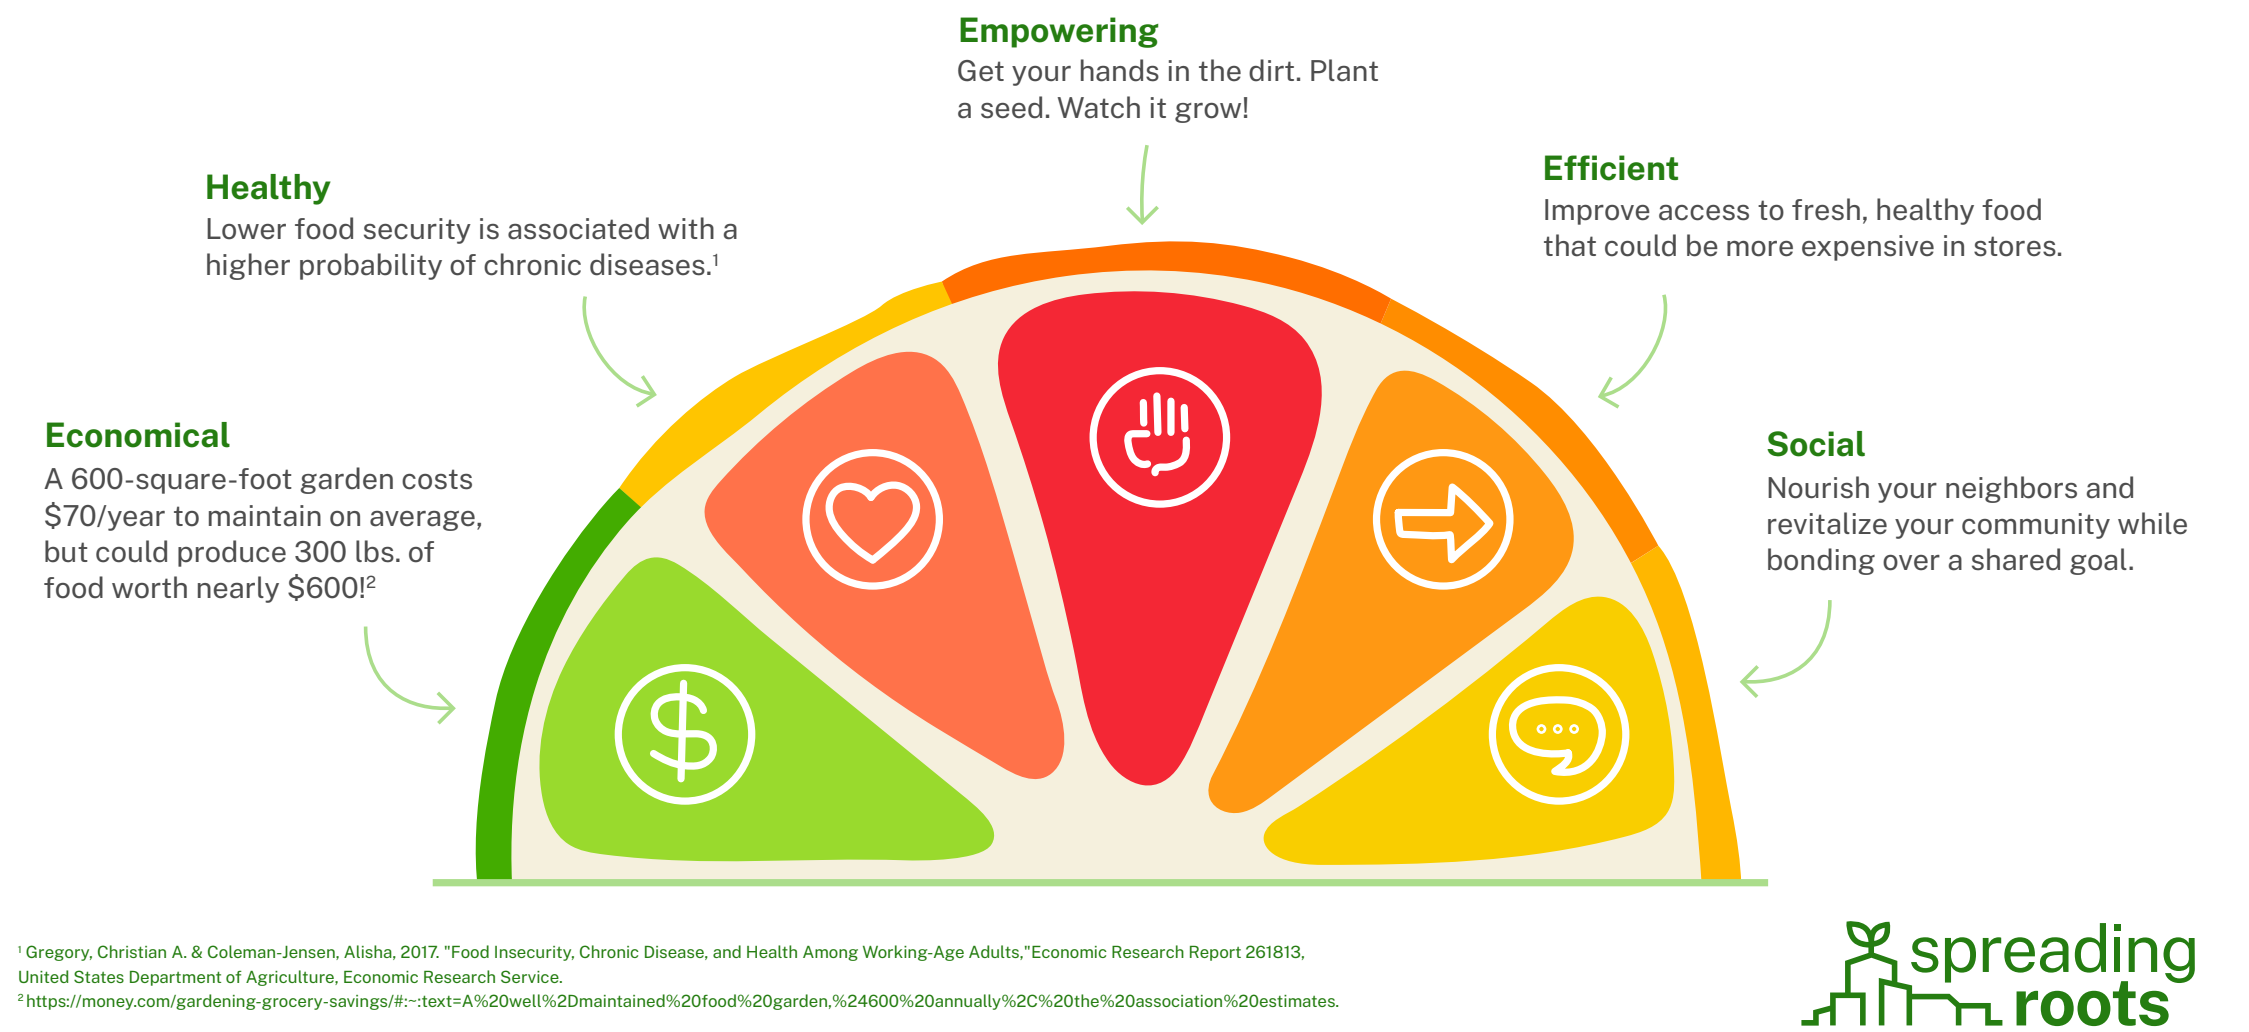 Empowering
Get your hands in the dirt. Plant
a seed. Watch it grow!
Healthy
Lower food security is associated with a
higher probability of chronic diseases.¹
Efficient
Improve access to fresh, healthy food
that could be more expensive in stores.
Economical
A 600-square-foot garden costs
$70/year to maintain on average,
but could produce 300 lbs. of
food worth nearly $600!²
Social
Nourish your neighbors and
revitalize your community while
bonding over a shared goal.
$
¹ Gregory, Christian A. & Coleman-Jensen, Alisha, 2017. "Food Insecurity, Chronic Disease, and Health Among Working-Age Adults,"Economic Research Report 261813,
United States Department of Agriculture, Economic Research Service.
² https://money.com/gardening-grocery-savings/#:~:text=A%20well%2Dmaintained%20food%20garden,%24600%20annually%2C%20the%20association%20estimates.
spreading
roots